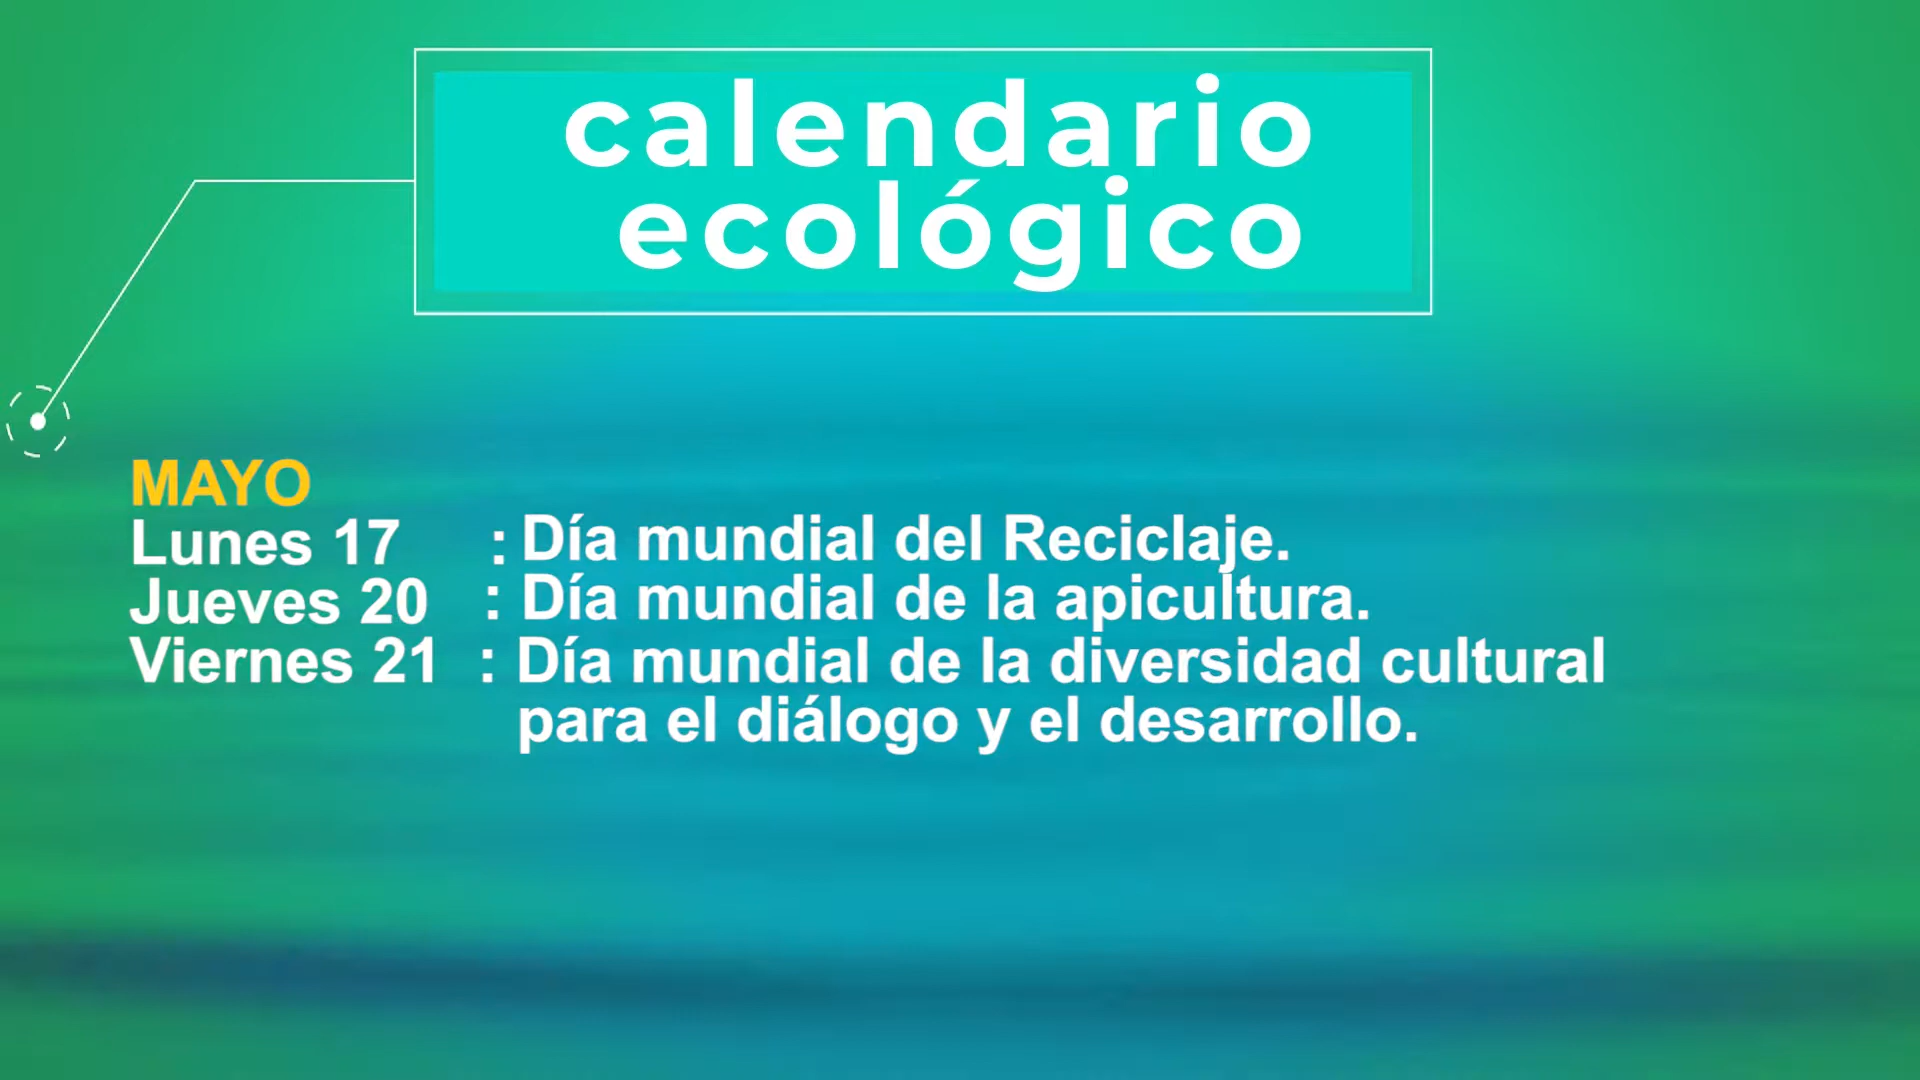 calendario
ecológico
MAYO
Lunes 17 : Día mundial del Reciclaje.
Jueves 20 : Día mundial de la apicultura.
Viernes 21 : Día mundial de la diversidad cultural
para el diálogo y el desarrollo.